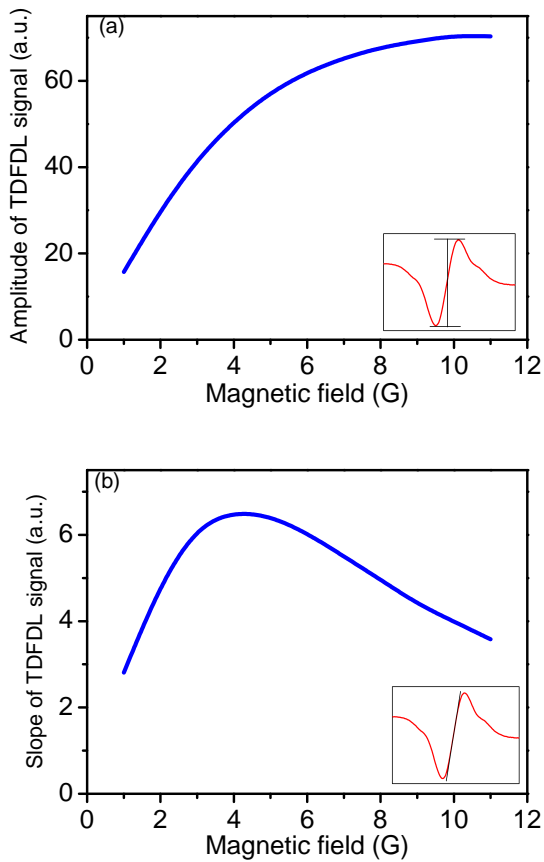 (a)
Amplitude of TDFDL signal (a.u.)
60
40
20
0
0 2 4 6 8 10 12
Magnetic field (G)
(b)
Slope of TDFDL signal (a.u.)
6
4
2
0
0 2 4 6 8 10 12
Magnetic field (G)